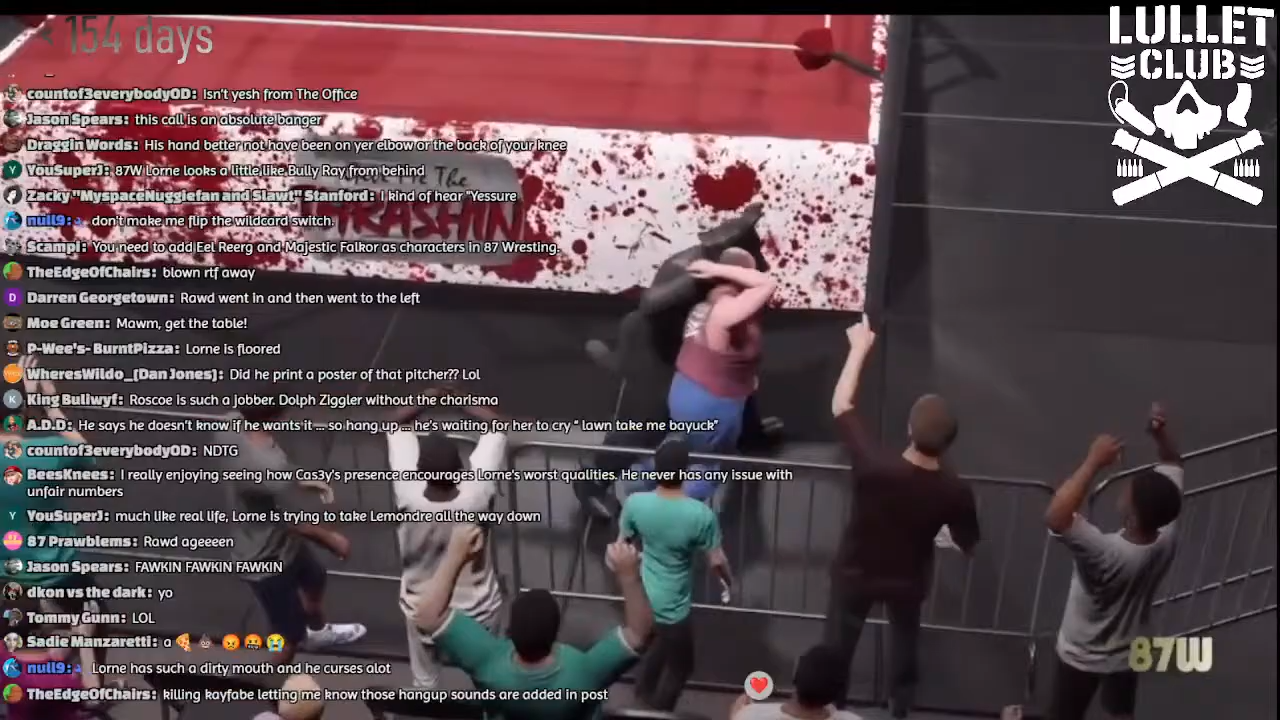 < 154 days
LULLET
CLUB
countof3everybodyOD: Isn't yesh from The Office
Jason Spears: this call is an absolute banger
Draggin Words: His hand better not have been on yer elbow or the back of your knee
YouSuperJ: 87W Lorne looks a little like Bully Ray from behind
The
Zacky "MyspaceNuggiefan and Slawt" Stanford: I kind of hear "Yessure
THRASHIN
null9: don't make me flip the wildcard switch.
Scampi: You need to add Eel Reerg and Majestic Falkor as characters in 87 Wresting.
TheEdgeOfChairs: blown rtf away
Darren Georgetown: Rawd went in and then went to the left
Moe Green: Mawm, get the table!
P-Wee's- BurntPizza: Lorne is floored
WheresWildo_(Dan Jones): Did he print a poster of that pitcher?? Lol
King Buliwyf: Roscoe is such a jobber. Dolph Ziggler without the charisma
A.D.D: He says he doesn't know if he wants it ... so hang up ... he's waiting for her to cry " lawn take me bayuck"
countof3everybodyOD: NDTG
BeesKnees: I really enjoying seeing how Cas3y's presence encourages Lorne's worst qualities. He never has any issue with
unfair numbers
YouSuperJ: much like real life, Lorne is trying to take Lemondre all the way down
87 Prawblems: Rawd ageeeen
Jason Spears: FAWKIN FAWKIN FAWKIN
dkon vs the dark: yo
Tommy Gunn: LOL
Sadie Manzaretti: a 🍕 💩 😡 🤬 😭
null9: Lorne has such a dirty mouth and he curses alot
TheEdgeOfChairs: killing kayfabe letting me know those hangup sounds are added in post
87W